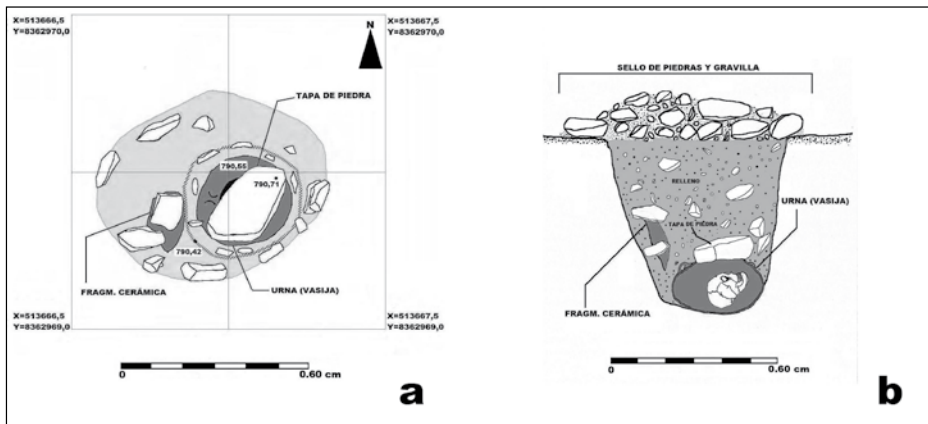 X=513666,5
Y=8362970,0
X=513667,5
Y=8362970,0
N
TAPA DE PIEDRA
790,55
790,71
790,42
FRAGM. CERÁMICA
URNA (VASIJA)
X=513666,5
Y=8362969,0
X=513667,5
Y=8362969,0
0
0.60 cm
a
SELLO DE PIEDRAS Y GRAVILLA
RELLENO
URNA (VASIJA)
TAPA DE PIEDRA
FRAGM. CERÁMICA
0
0.60 cm
b